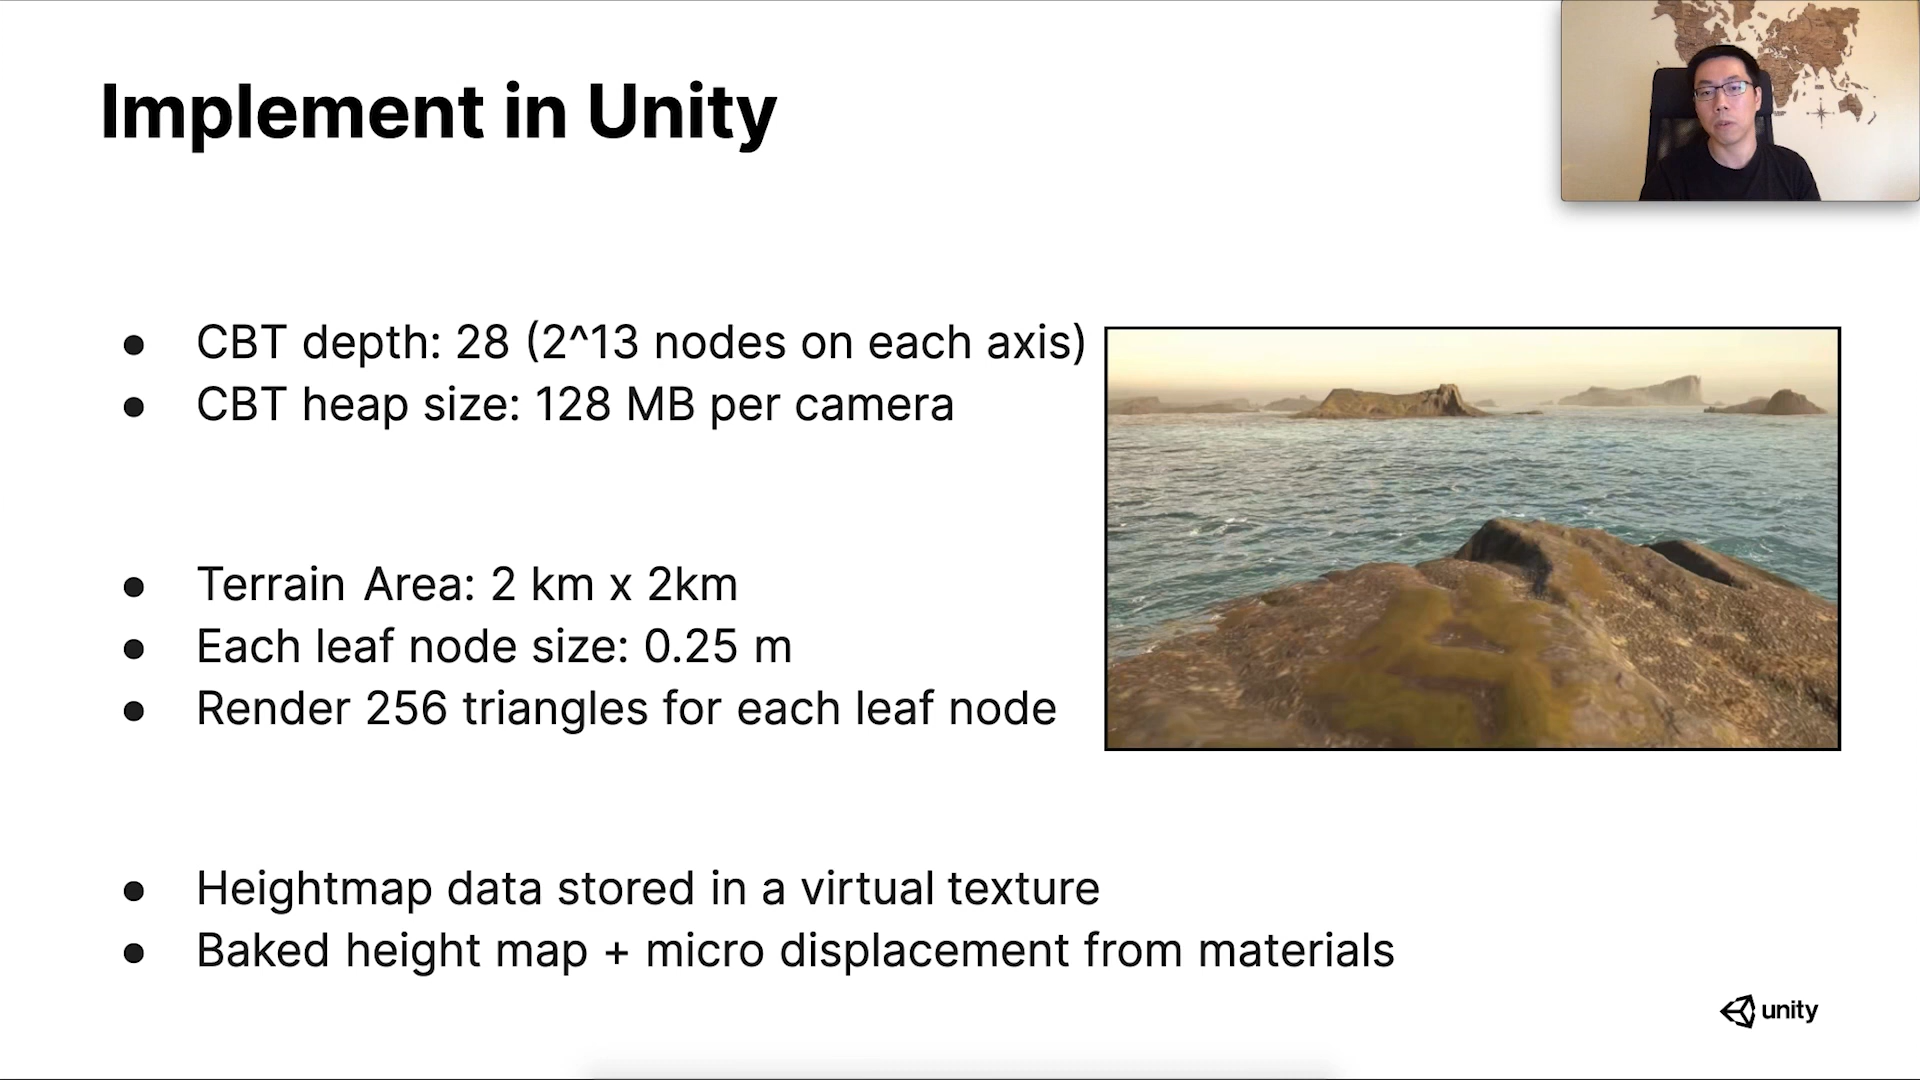 Implement in Unity
● CBT depth: 28 (2^13 nodes on each axis)
● CBT heap size: 128 MB per camera
● Terrain Area: 2 km x 2km
● Each leaf node size: 0.25 m
● Render 256 triangles for each leaf node
● Heightmap data stored in a virtual texture
● Baked height map + micro displacement from materials
unity